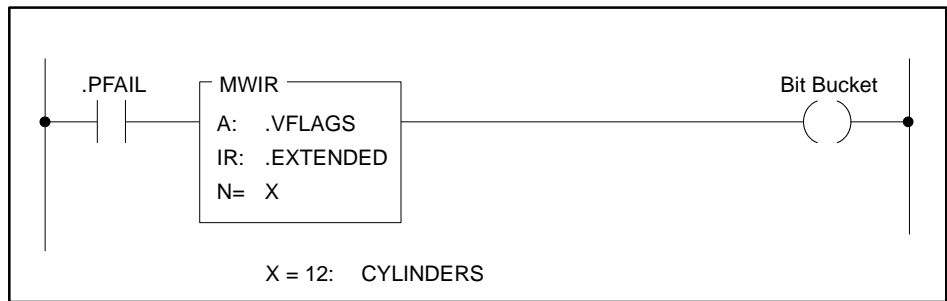 .PFAIL
MWIR
Bit Bucket
A: .VFLAGS
IR: .EXTENDED
N= X
X = 12: CYLINDERS